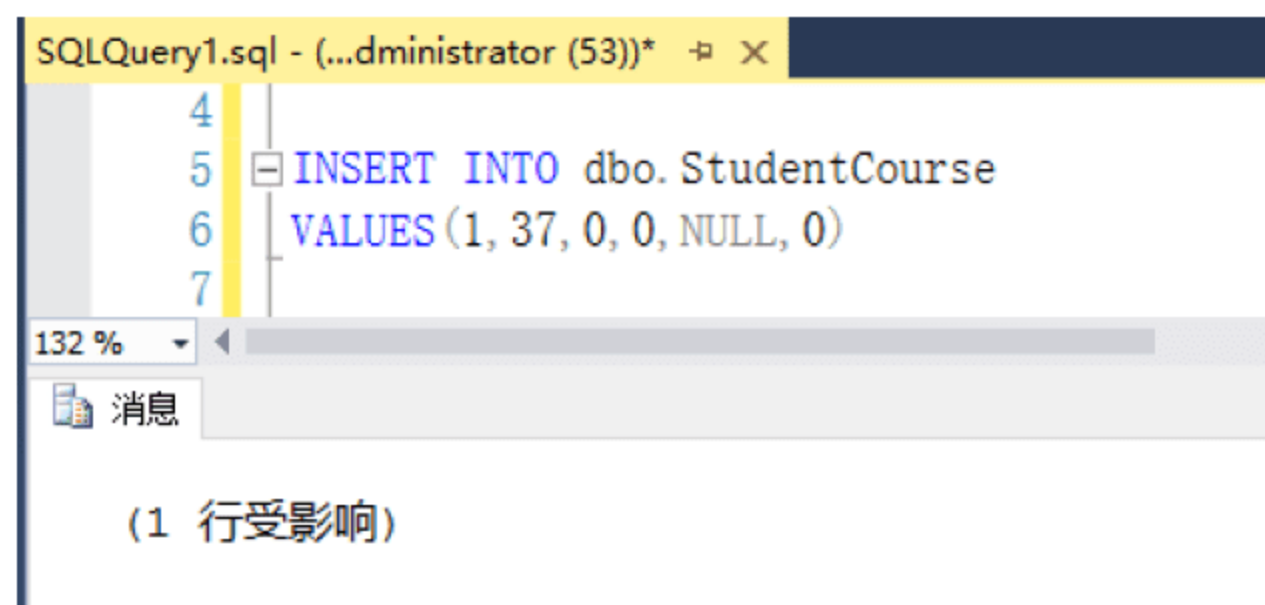 SQLQuery1.sql - (...dministrator (53))*
4
5 INSERT INTO dbo.StudentCourse
6 VALUES(1,37,0,0,NULL,0)
7
132 %
消息
(1 行受影响)